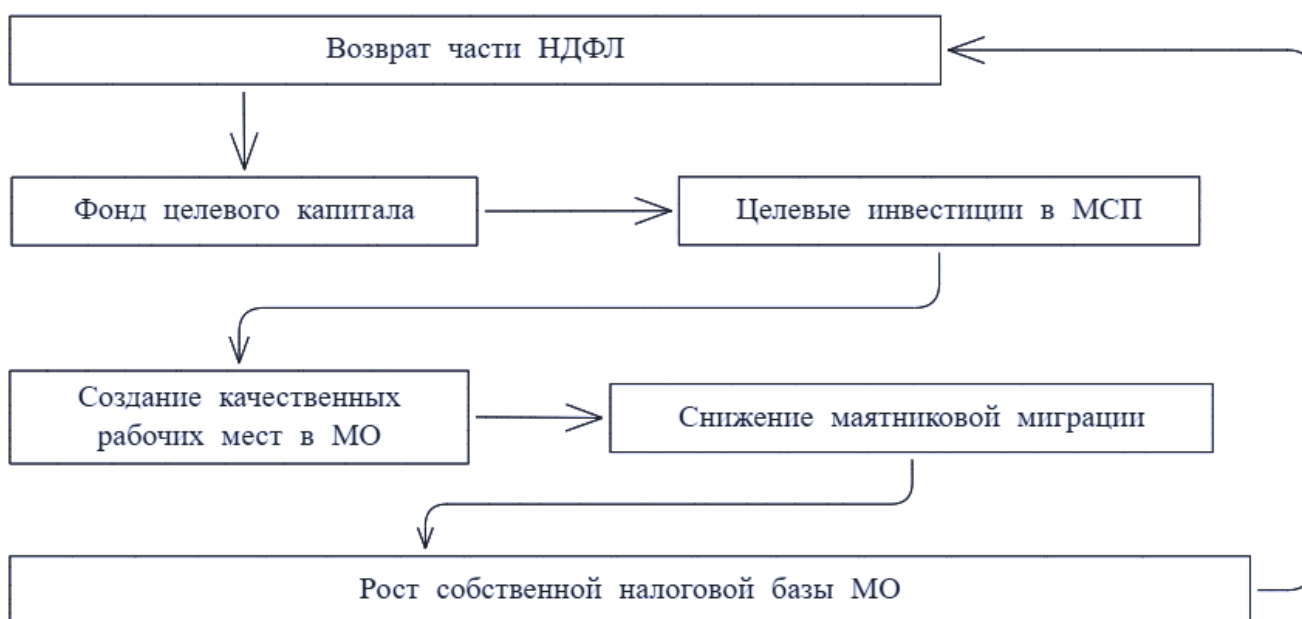 Возврат части НДФЛ
Фонд целевого капитала
Целевые инвестиции в МСП
Создание качественных
рабочих мест в МО
Снижение маятниковой миграции
Рост собственной налоговой базы МО